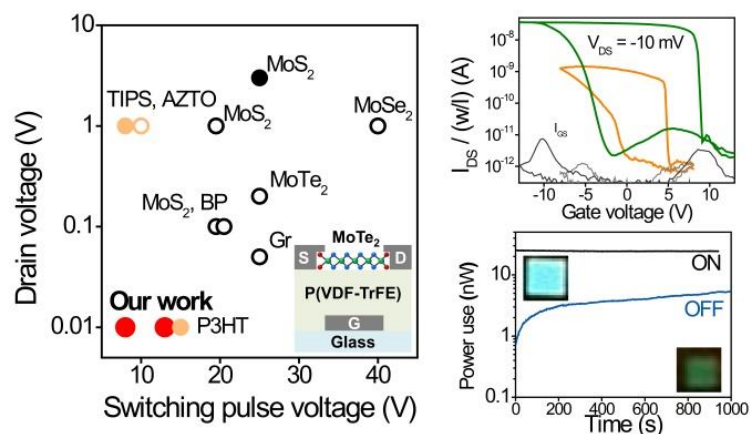 10
1
0.1
0.01
Drain voltage (V)
MoS2
TIPS, AZTO
MoS2
MoSe2
MoTe2
MoS2, BP
Gr
Our work
P3HT
MoTe2
S
D
P(VDF-TrFE)
G
Glass
10
20
30
40
Switching pulse voltage (V)
10^-8
10^-9
10^-10
10^-11
10^-12
IDS / (w/l) (A)
VDS = -10 mV
IGS
-10
-5
0
5
10
Gate voltage (V)
10
1
0.1
Power use (nW)
ON
OFF
0
200
400
600
800
1000
Time (s)